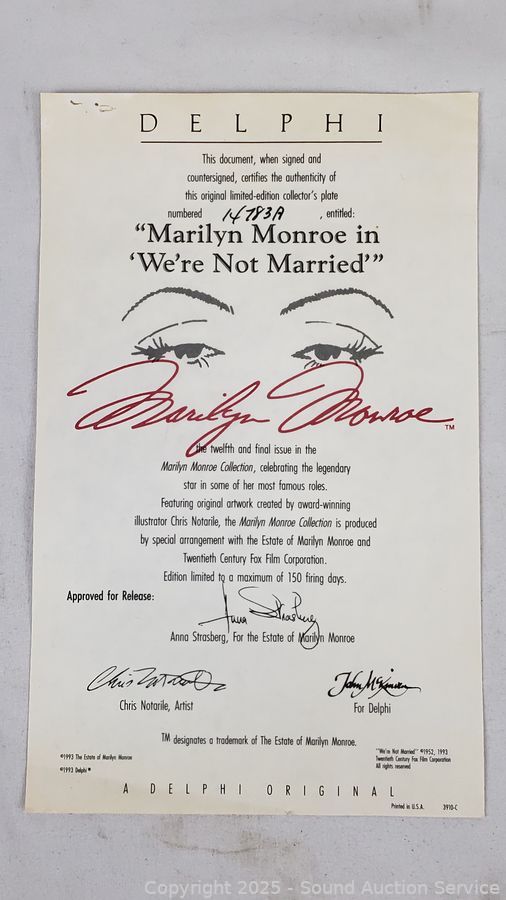 DELPHI
This document, when signed and
countersigned, certifies the authenticity of
this original limited-edition collector's plate
numbered 14783A, entitled:
"Marilyn Monroe in
'We're Not Married'"
Marilyn Monroe™
the twelfth and final issue in the
Marilyn Monroe Collection, celebrating the legendary
star in some of her most famous roles.
Featuring original artwork created by award-winning
illustrator Chris Notarile, the Marilyn Monroe Collection is produced
by special arrangement with the Estate of Marilyn Monroe and
Twentieth Century Fox Film Corporation.
Edition limited to a maximum of 150 firing days.
Approved for Release:
Anna Strasberg
Anna Strasberg, For the Estate of Marilyn Monroe
Chris Notarile
Chris Notarile, Artist
John McKinven
For Delphi
TM designates a trademark of The Estate of Marilyn Monroe.
©1993 The Estate of Marilyn Monroe
©1993 Delphi®
"We're Not Married" ©1952, 1993
Twentieth Century Fox Film Corporation
All rights reserved
A DELPHI ORIGINAL
Printed in U.S.A. 3910-C
Copyright 2025 - Sound Auction Service